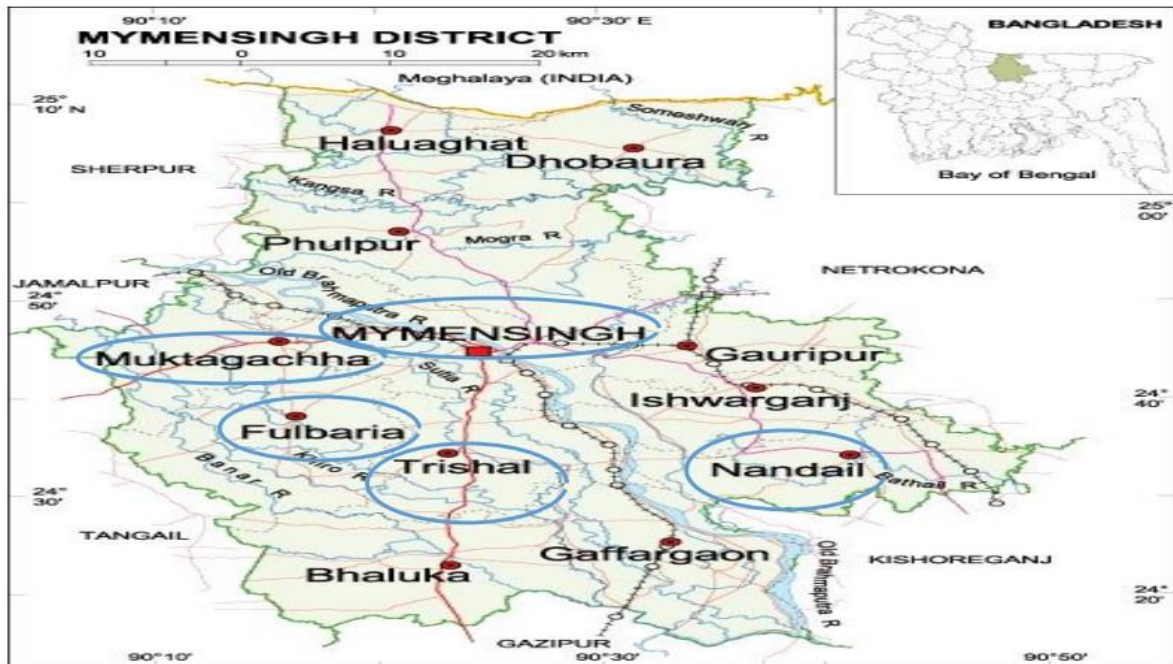 90°10'
90°30' E
MYMENSINGH DISTRICT
BANGLADESH
10 0 10 20 km
Meghalaya (INDIA)
25°
10' N
Someshwari R
Haluaghat
Dhobaura
SHERPUR
Bay of Bengal
Kangsa R
25°
00'
Phulpur
Mogra R
NETROKONA
JAMALPUR
Old Brahmaputra R
24°
50'
MYMENSINGH
Muktagachha
Gauripur
Sutia R
Ishwarganj
24°
40'
Fulbaria
Trishal
Nandail
Khiro R
Banar R
24°
30'
TANGAIL
Gaffargaon
KISHOREGANJ
Bhaluka
Old Brahmaputra R
24°
20'
GAZIPUR
90°10'
90°30'
90°50'